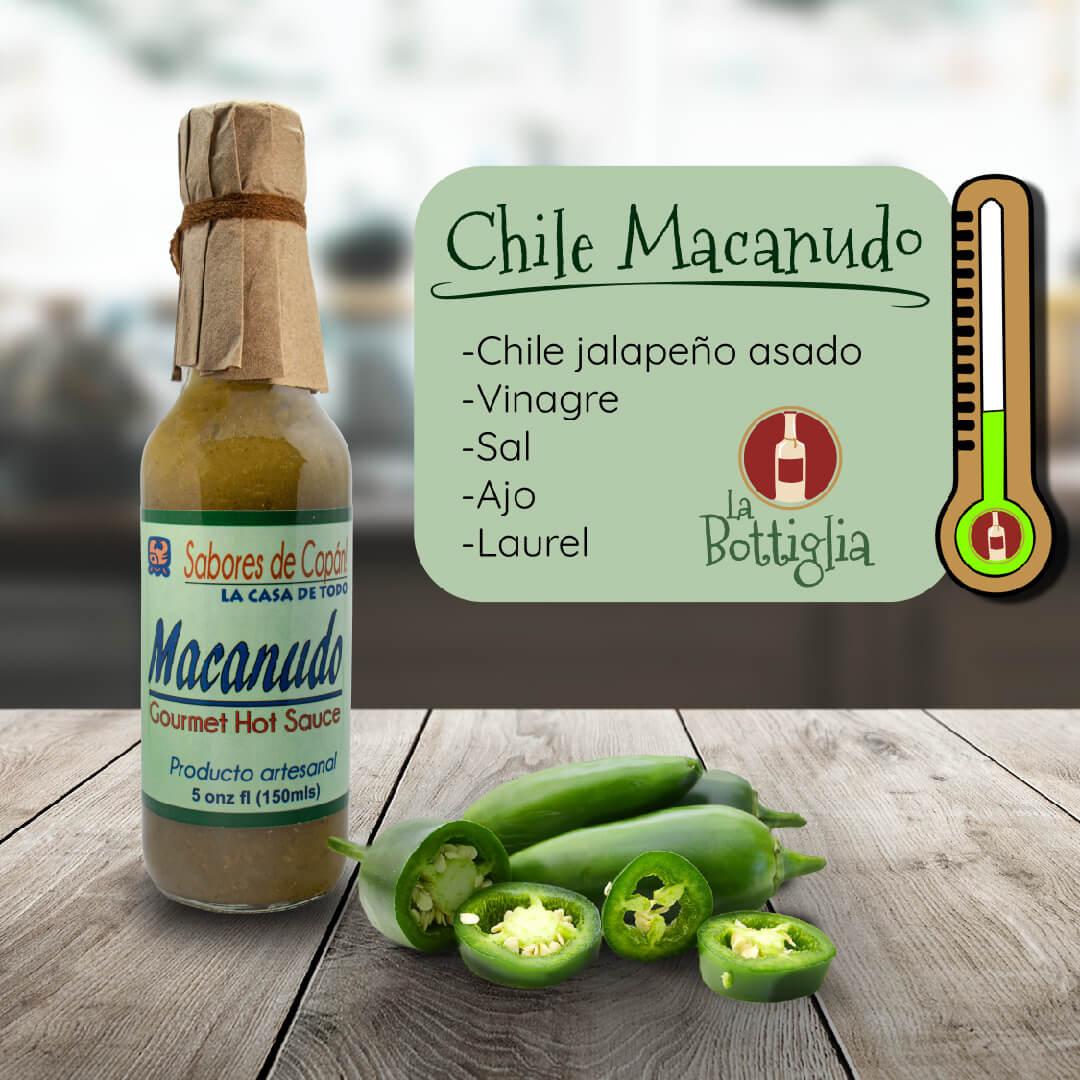 Chile Macanudo
-Chile jalapeño asado
-Vinagre
-Sal
-Ajo
-Laurel
La
Bottiglia
Sabores de Copán
LA CASA DE TODO
Macanudo
Gourmet Hot Sauce
Producto artesanal
5 onz fl (150mls)